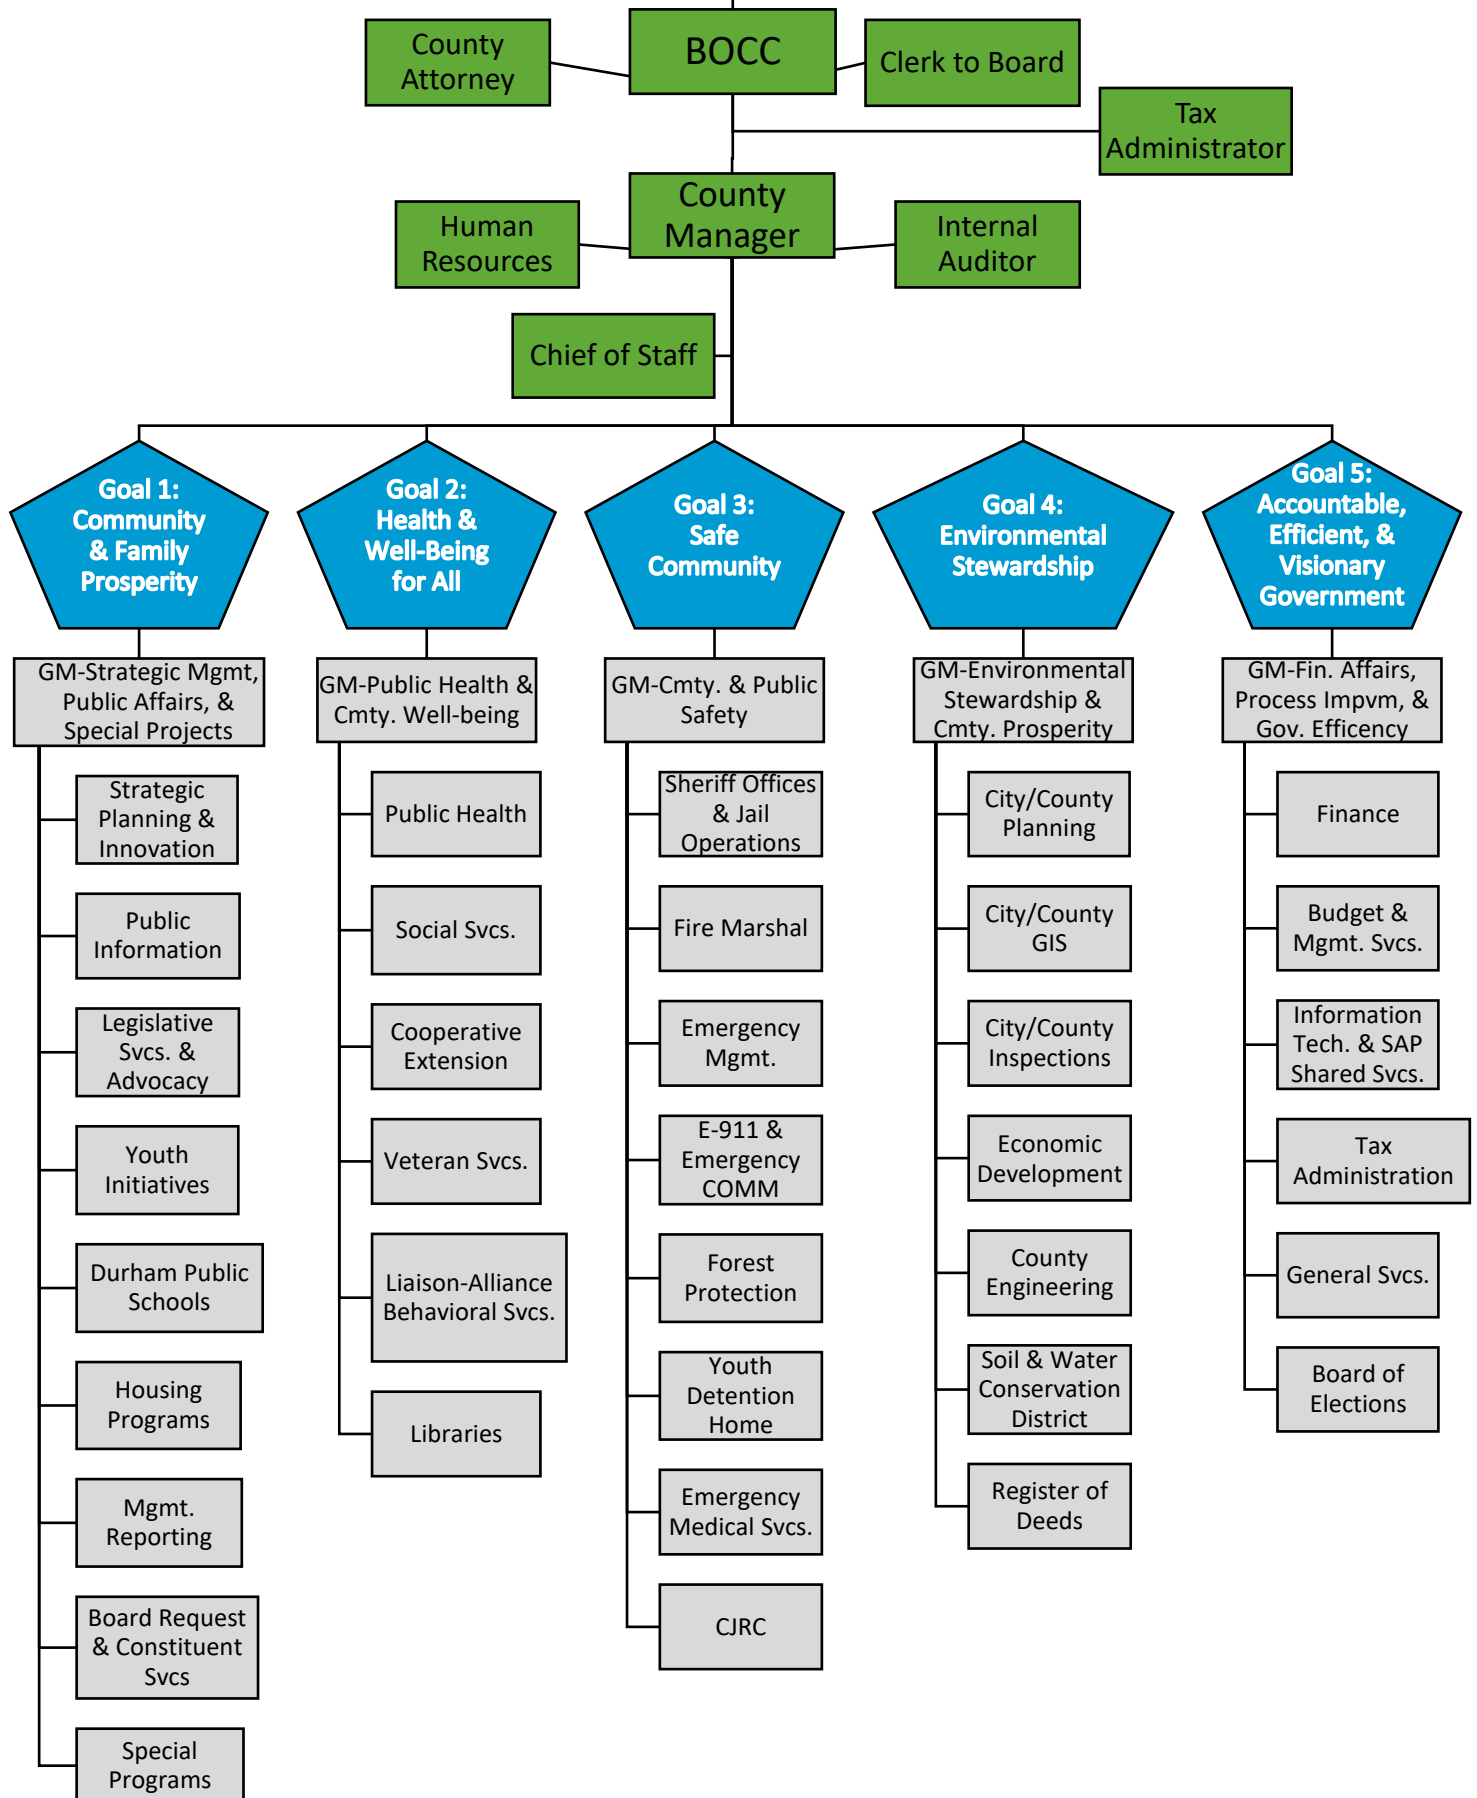 County
Attorney
BOCC
Clerk to Board
Tax
Administrator
County
Manager
Human
Resources
Internal
Auditor
Chief of Staff
Goal 1:
Community
& Family
Prosperity
Goal 2:
Health &
Well-Being
for All
Goal 3:
Safe
Community
Goal 4:
Environmental
Stewardship
Goal 5:
Accountable,
Efficient, &
Visionary
Government
GM-Strategic Mgmt,
Public Affairs, &
Special Projects
Strategic
Planning &
Innovation
Public
Information
Legislative
Svcs. &
Advocacy
Youth
Initiatives
Durham Public
Schools
Housing
Programs
Mgmt.
Reporting
Board Request
& Constituent
Svcs
Special
Programs
GM-Public Health &
Cmty. Well-being
Public Health
Social Svcs.
Cooperative
Extension
Veteran Svcs.
Liaison-Alliance
Behavioral Svcs.
Libraries
GM-Cmty. & Public
Safety
Sheriff Offices
& Jail
Operations
Fire Marshal
Emergency
Mgmt.
E-911 &
Emergency
COMM
Forest
Protection
Youth
Detention
Home
Emergency
Medical Svcs.
CJRC
GM-Environmental
Stewardship &
Cmty. Prosperity
City/County
Planning
City/County
GIS
City/County
Inspections
Economic
Development
County
Engineering
Soil & Water
Conservation
District
Register of
Deeds
GM-Fin. Affairs,
Process Impvm, &
Gov. Efficency
Finance
Budget &
Mgmt. Svcs.
Information
Tech. & SAP
Shared Svcs.
Tax
Administration
General Svcs.
Board of
Elections